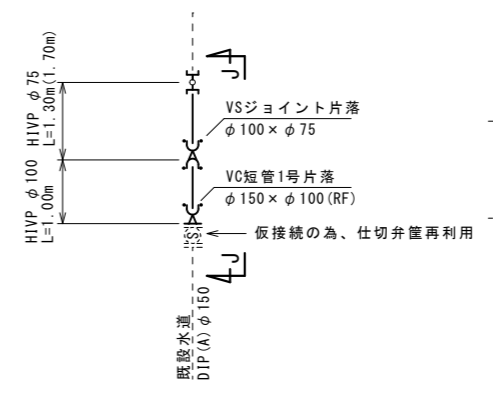 J
HIVP φ75
L=1.30m(1.70m)
VSジョイント片落
φ100×φ75
HIVP φ100
L=1.00m
VC短管1号片落
φ150×φ100(RF)
S
仮接続の為、仕切弁筐再利用
J
既設水道
DIP(A)φ150